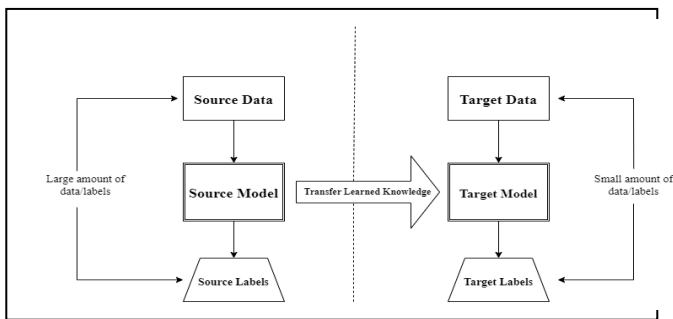 Source Data
Target Data
Large amount of
data/labels
Source Model
Transfer Learned Knowledge
Target Model
Small amount of
data/labels
Source Labels
Target Labels